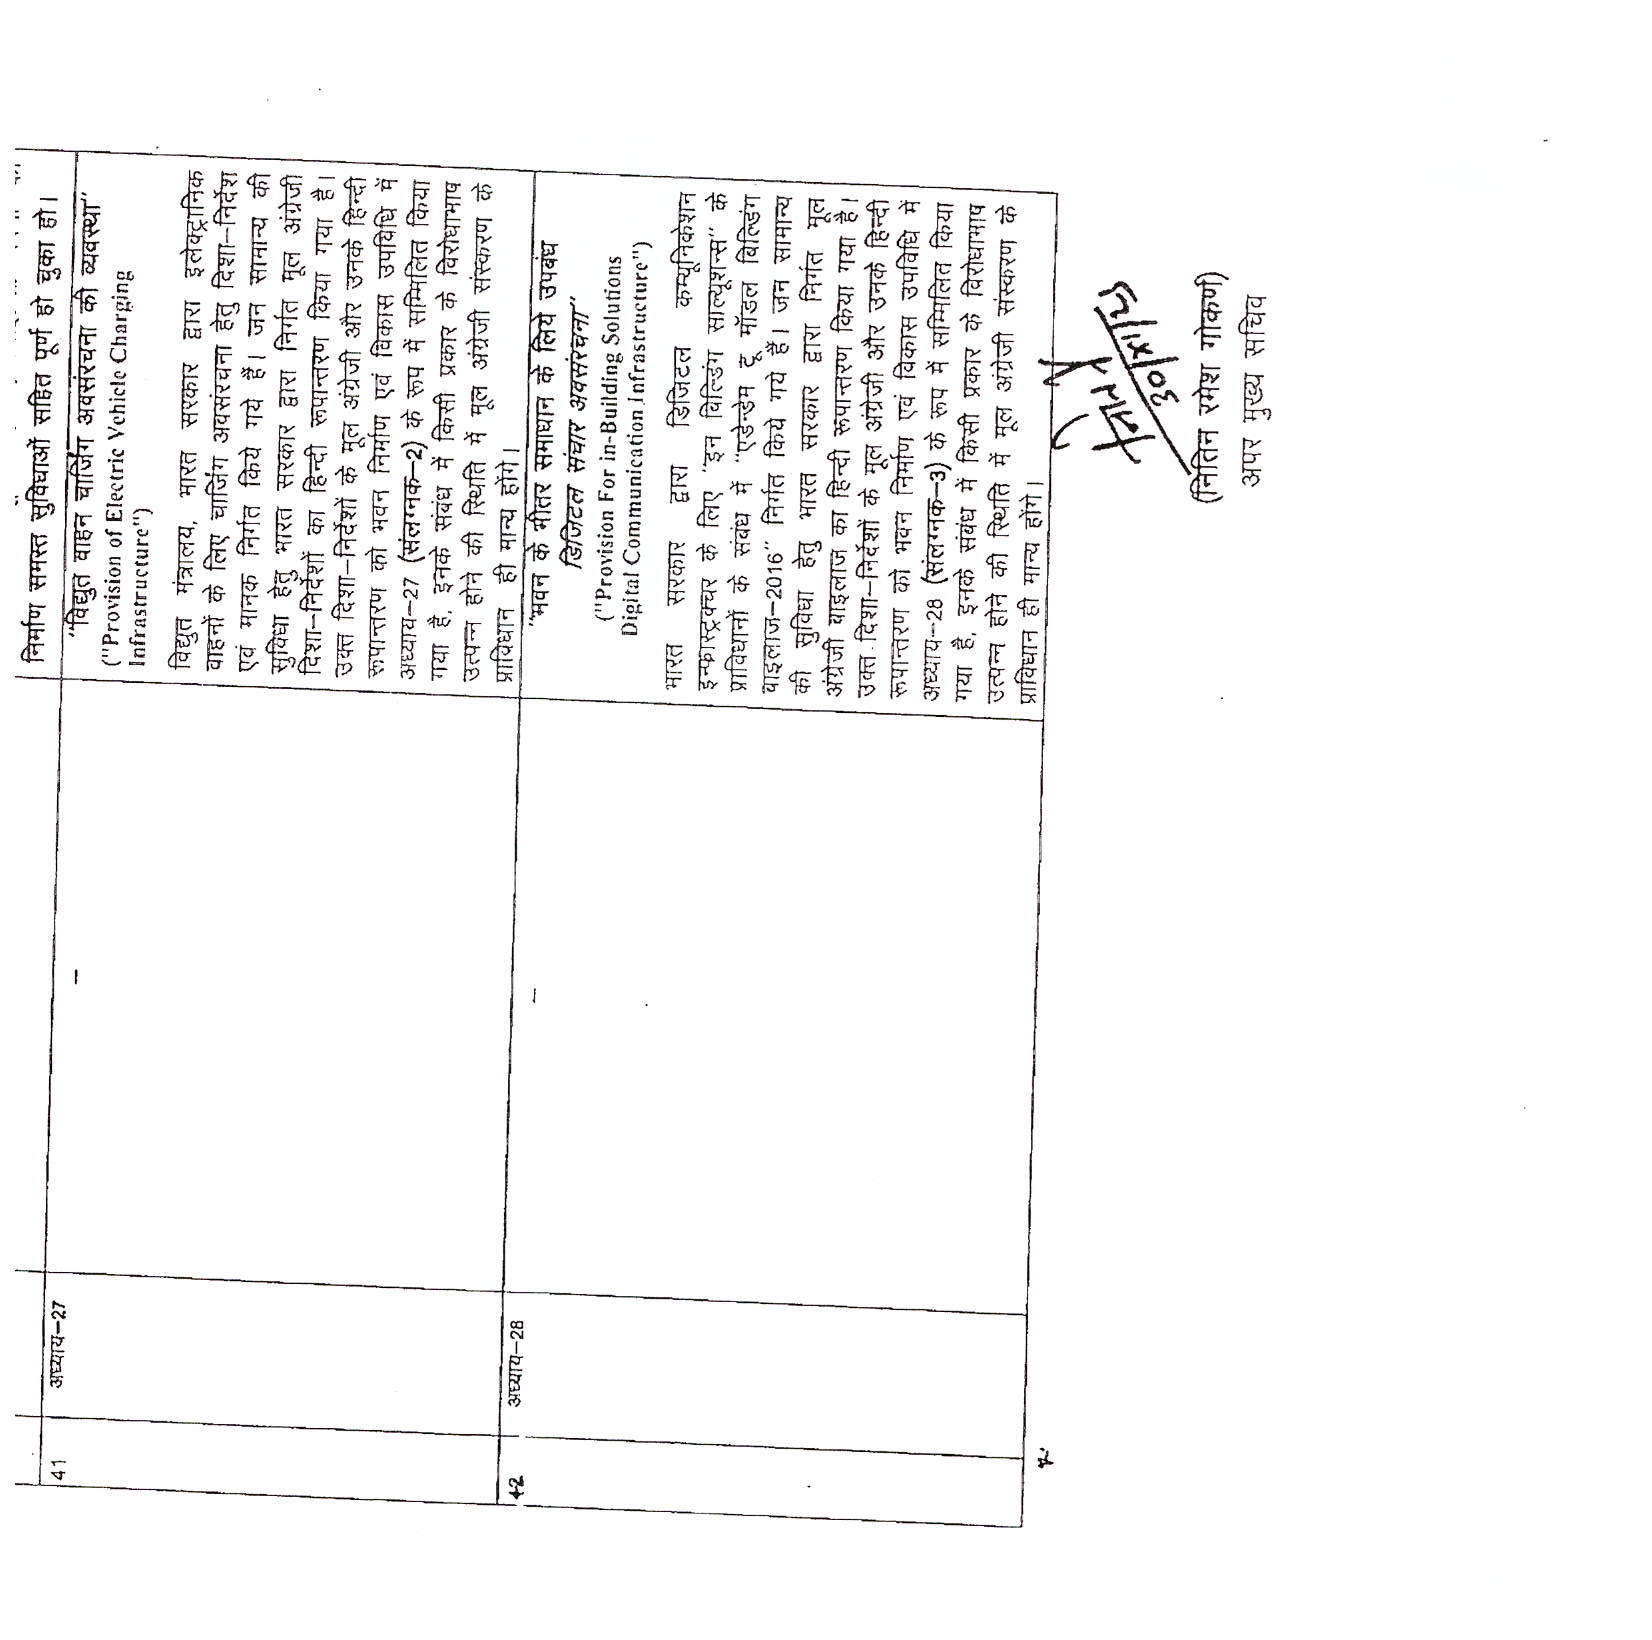 निर्माण समस्त सुविधाओं सहित पूर्ण हो चुका हो।
41
अध्याय–27
–
"विद्युत वाहन चार्जिंग अवसंरचना की व्यवस्था"
("Provision of Electric Vehicle Charging
Infrastructure")
विद्युत मंत्रालय, भारत सरकार द्वारा इलेक्ट्रानिक
वाहनों के लिए चार्जिंग अवसंरचना हेतु दिशा–निर्देश
एवं मानक निर्गत किये गये हैं। जन सामान्य की
सुविधा हेतु भारत सरकार द्वारा निर्गत मूल अंग्रेजी
दिशा–निर्देशों का हिन्दी रूपान्तरण किया गया है।
उक्त दिशा–निर्देशों के मूल अंग्रेजी और उनके हिन्दी
रूपान्तरण को भवन निर्माण एवं विकास उपविधि में
अध्याय–27 (संलग्नक–2) के रूप में सम्मिलित किया
गया है, इनके संबंध में किसी प्रकार के विरोधाभाष
उत्पन्न होने की स्थिति में मूल अंग्रेजी संस्करण के
प्राविधान ही मान्य होंगे।
42
अध्याय–28
–
"भवन के भीतर समाधान के लिये उपबंध
डिजिटल संचार अवसंरचना"
("Provision For in-Building Solutions
Digital Communication Infrastructure")
भारत सरकार द्वारा डिजिटल कम्युनिकेशन
इन्फ्रास्ट्रक्चर के लिए "इन बिल्डिंग साल्यूशन्स" के
प्राविधानों के संबंध में "एडेन्डेम टू मॉडल बिल्डिंग
बाइलाज–2016" निर्गत किये गये हैं। जन सामान्य
की सुविधा हेतु भारत सरकार द्वारा निर्गत मूल
अंग्रेजी बाइलाज का हिन्दी रूपान्तरण किया गया है।
उक्त दिशा–निर्देशों के मूल अंग्रेजी और उनके हिन्दी
रूपान्तरण को भवन निर्माण एवं विकास उपविधि में
अध्याय–28 (संलग्नक–3) के रूप में सम्मिलित किया
गया है, इनके संबंध में किसी प्रकार के विरोधाभाष
उत्पन्न होने की स्थिति में मूल अंग्रेजी संस्करण के
प्राविधान ही मान्य होंगे।
(नितिन रमेश गोकर्ण)
अपर मुख्य सचिव